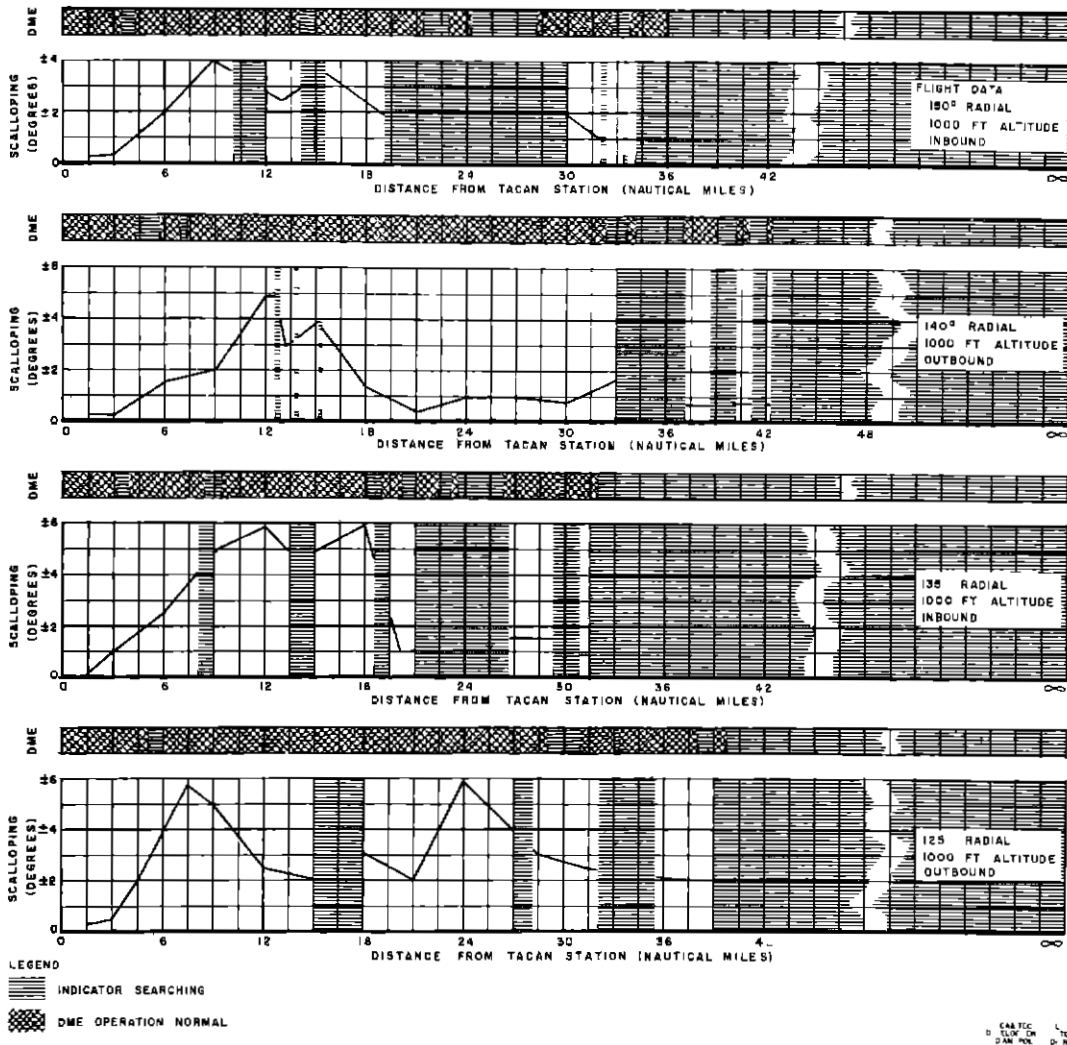 DME
SCALLOPING
(DEGREES)
±4
±2
0
FLIGHT DATA
RADIAL
1000 FT ALTITUDE
INBOUND
0 6 12 18 24 30 36 42 ∞
DISTANCE FROM TACAN STATION (NAUTICAL MILES)
DME
SCALLOPING
(DEGREES)
±6
±4
±2
0
140° RADIAL
1000 FT ALTITUDE
OUTBOUND
0 6 12 18 24 30 36 42 48 ∞
DISTANCE FROM TACAN STATION (NAUTICAL MILES)
DME
SCALLOPING
(DEGREES)
±6
±4
±2
0
RADIAL
1000 FT ALTITUDE
INBOUND
0 6 12 18 24 30 36 42 ∞
DISTANCE FROM TACAN STATION (NAUTICAL MILES)
DME
SCALLOPING
(DEGREES)
±6
±4
±2
0
125 RADIAL
1000 FT ALTITUDE
OUTBOUND
0 6 12 18 24 30 36 ∞
DISTANCE FROM TACAN STATION (NAUTICAL MILES)
LEGEND
INDICATOR SEARCHING
DME OPERATION NORMAL